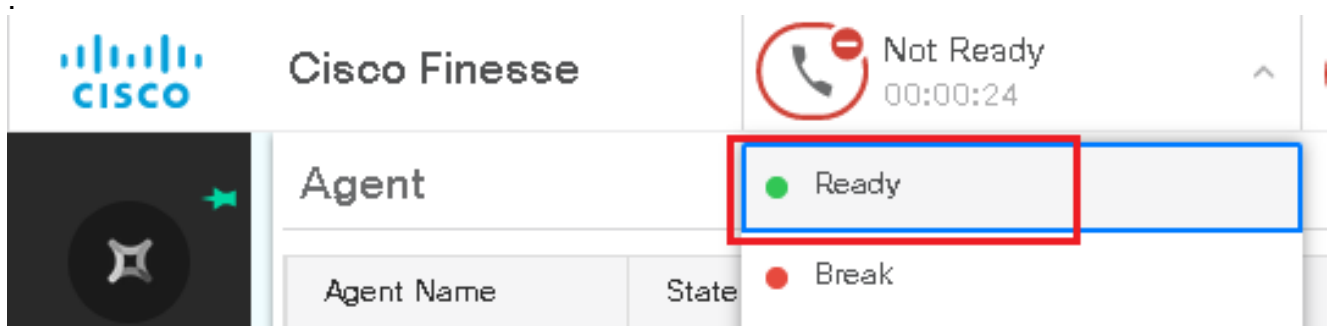 .
CISCO
Cisco Finesse
Not Ready
00:00:24
Agent
Ready
Agent Name
State
Break